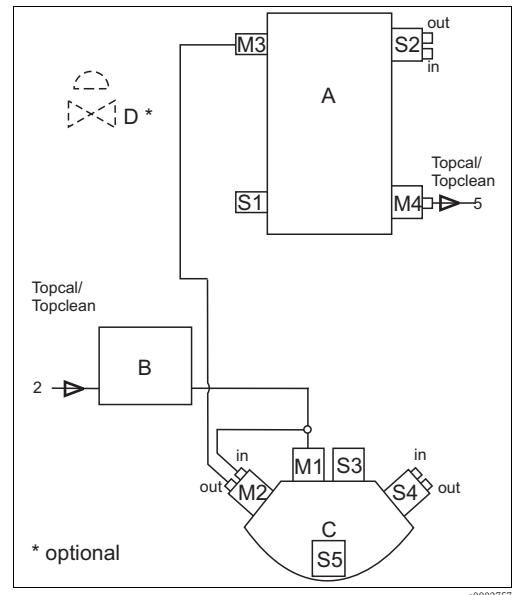 out
M3
S2
in
A
D *
Topcal/
Topclean
S1
M4
5
Topcal/
Topclean
B
2
in
M1
S3
in
out
M2
S4
out
C
* optional
S5
a0003757